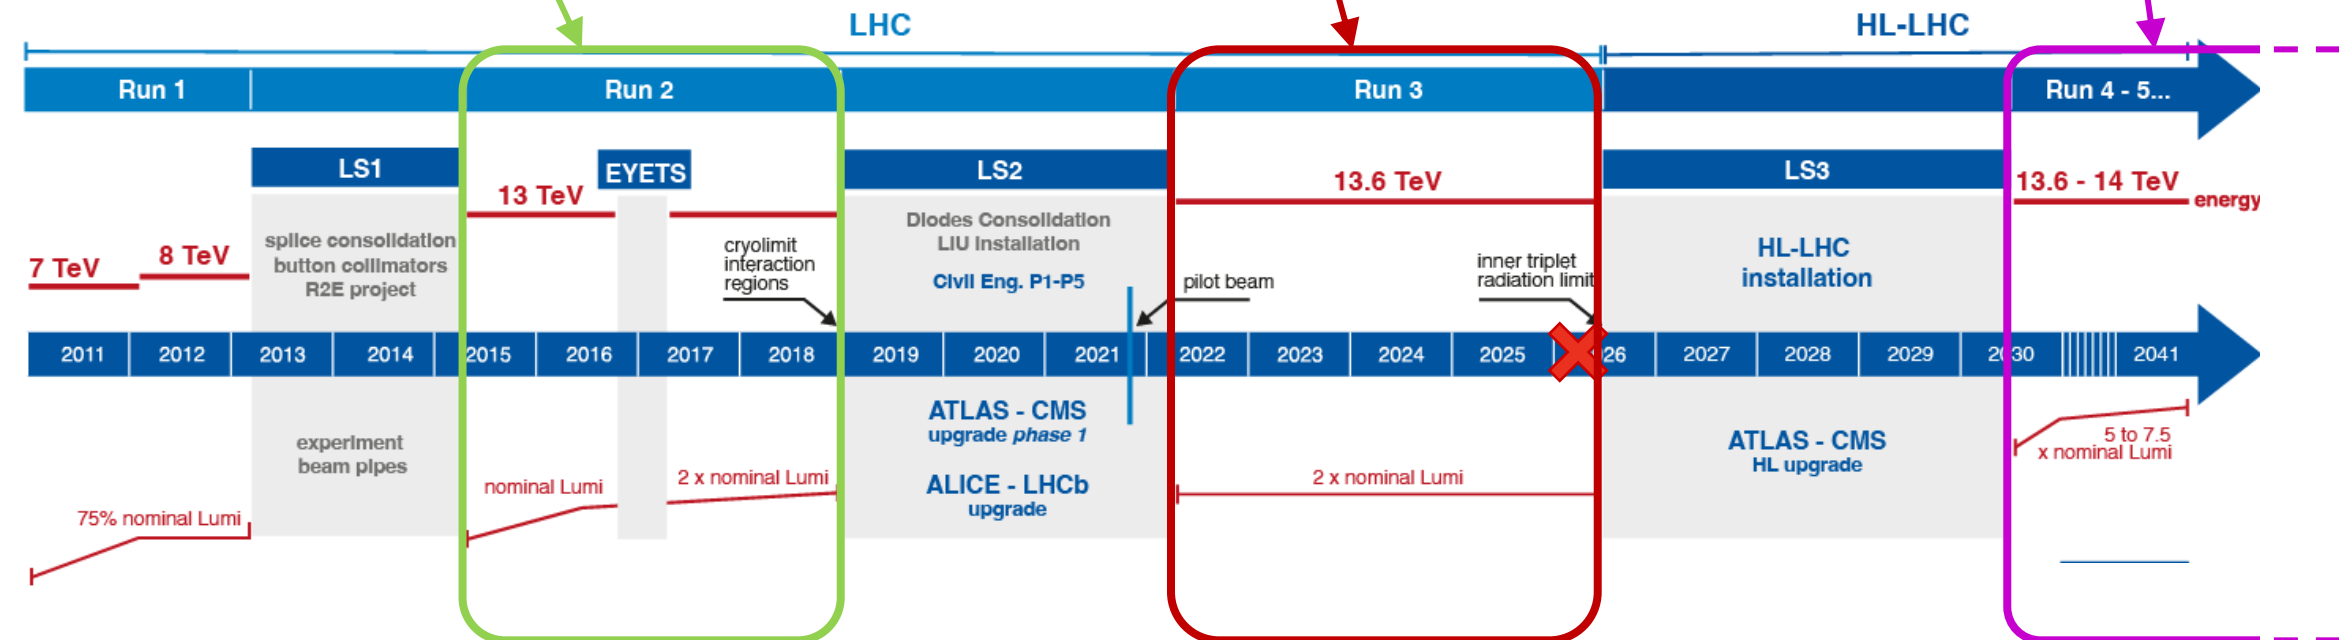 LHC
HL-LHC
Run 1
Run 2
Run 3
Run 4 - 5...
LS1
EYETS
LS2
LS3
7 TeV
8 TeV
13 TeV
13.6 TeV
13.6 - 14 TeV
energy
splice consolidation
button collimators
R2E project
cryolimit
interaction
regions
Diodes Consolidation
LIU Installation
Civil Eng. P1-P5
pilot beam
inner triplet
radiation limit
HL-LHC
installation
2011
2012
2013
2014
2015
2016
2017
2018
2019
2020
2021
2022
2023
2024
2025
26
2027
2028
2029
2030
2041
experiment
beam pipes
ATLAS - CMS
upgrade phase 1
ALICE - LHCb
upgrade
ATLAS - CMS
HL upgrade
75% nominal Lumi
nominal Lumi
2 x nominal Lumi
2 x nominal Lumi
5 to 7.5
x nominal Lumi